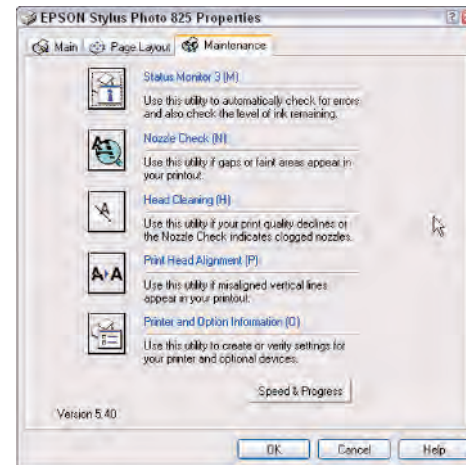 EPSON Stylus Photo 825 Properties
Main Page Layout Maintenance
Status Monitor 3 (M)
Use this utility to automatically check for errors
and also check the level of ink remaining.
Nozzle Check (N)
Use this utility if gaps or faint areas appear in
your printout.
Head Cleaning (H)
Use this utility if your print quality declines or
the Nozzle Check indicates clogged nozzles.
Print Head Alignment (P)
A A
Use this utility if misaligned vertical lines
appear in your printout.
Printer and Option Information (O)
Use this utility to create or verify settings for
your printer and optional devices.
Speed & Progress
Version 5.40
OK Cancel Help